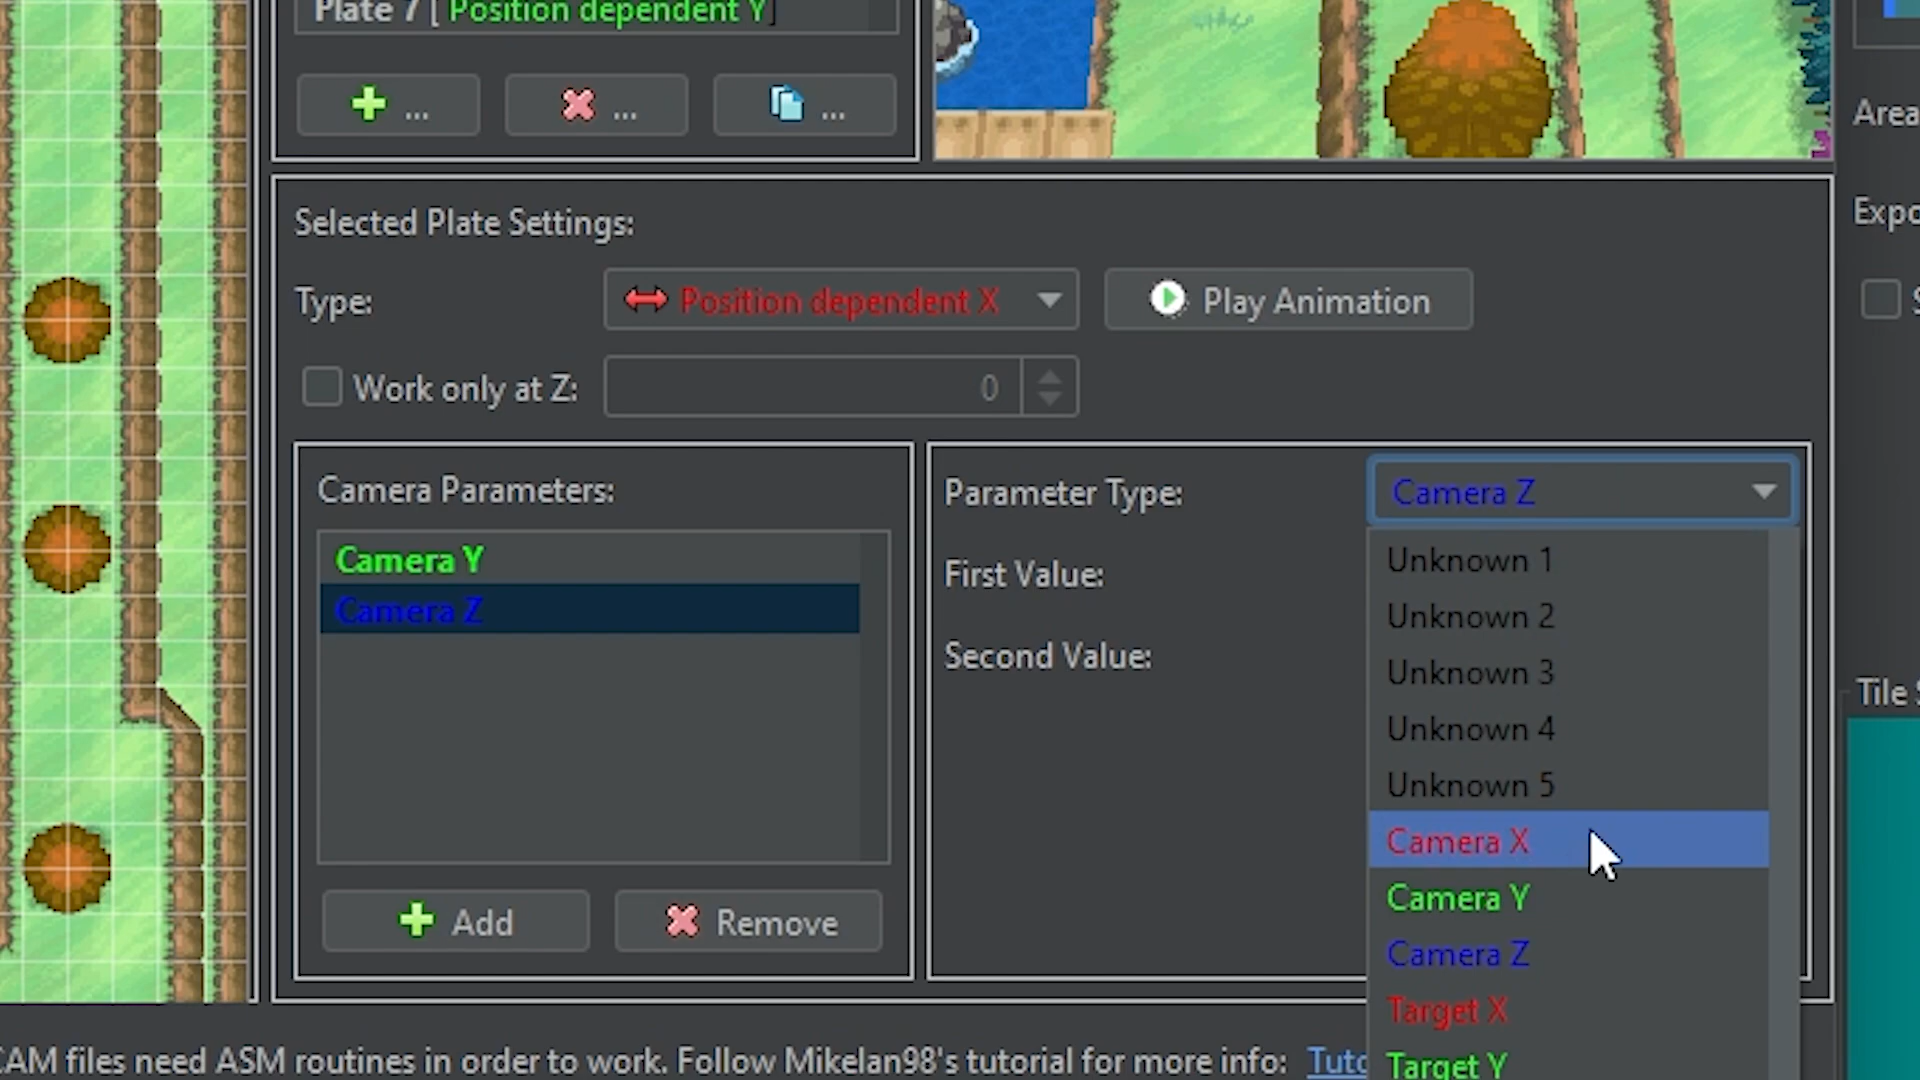 Plate 7 [ Position dependent Y]
...
...
...
Area
Expo
Selected Plate Settings:
Type:
Position dependent X
Play Animation
S
Work only at Z:
0
Camera Parameters:
Camera Y
Camera Z
Add
Remove
Parameter Type:
Camera Z
First Value:
Second Value:
Unknown 1
Unknown 2
Unknown 3
Unknown 4
Unknown 5
Camera X
Camera Y
Camera Z
Target X
Target Y
Tile S
CAM files need ASM routines in order to work. Follow Mikelan98's tutorial for more info: Tuto